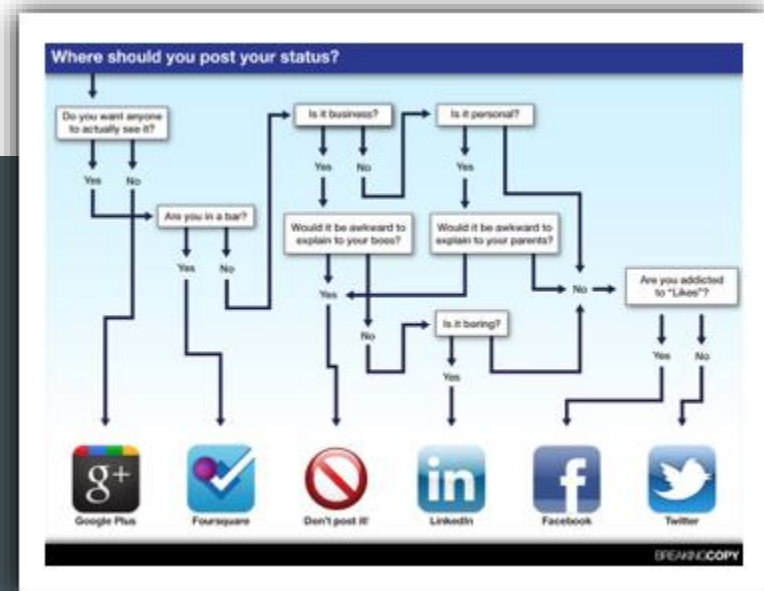 Where should you post your status?
Do you want anyone
to actually see it?
Is it business?
Is it personal?
Yes
No
Yes
No
Yes
Are you in a bar?
Would it be awkward to
explain to your boss?
Would it be awkward to
explain to your parents?
Yes
No
Yes
No
Are you addicted
to "Likes"?
Is it boring?
No
Yes
Yes
No
g+
in
f
Google Plus
Foursquare
Don't post it!
LinkedIn
Facebook
Twitter
BREAKINGCOPY